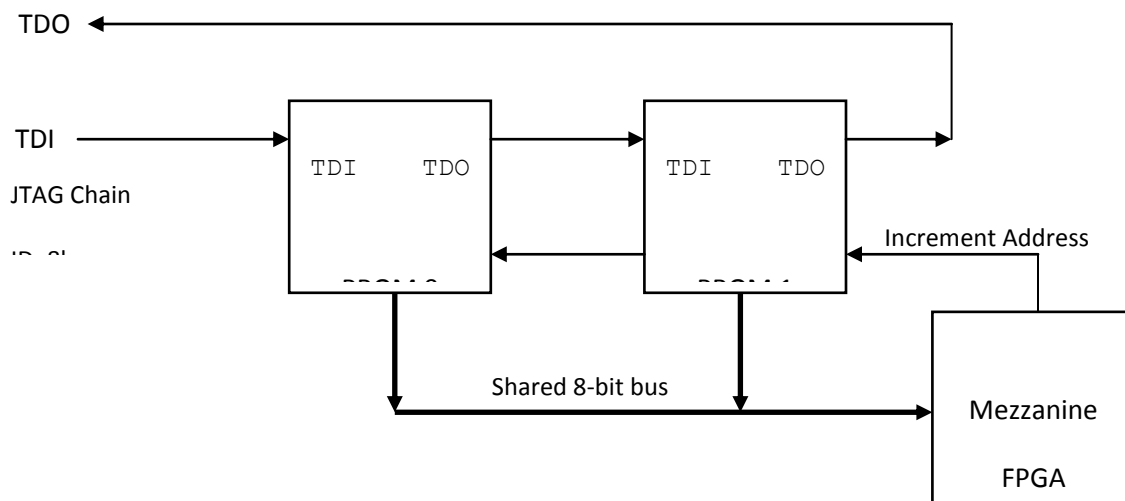 TDO
TDI
TDI TDO
TDI TDO
JTAG Chain
Increment Address
Shared 8-bit bus
Mezzanine
FPGA